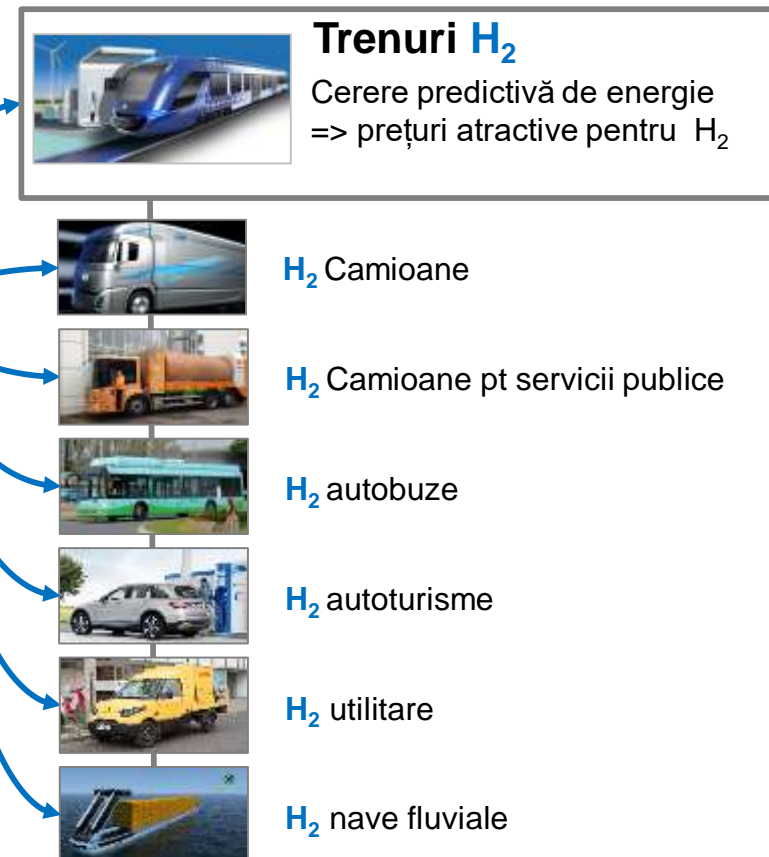 Trenuri H₂
Cerere predictivă de energie
=> prețuri atractive pentru H₂
H₂ Camioane
H₂ Camioane pt servicii publice
H₂ autobuze
H₂ autoturisme
H₂ utilitare
H₂ nave fluviale